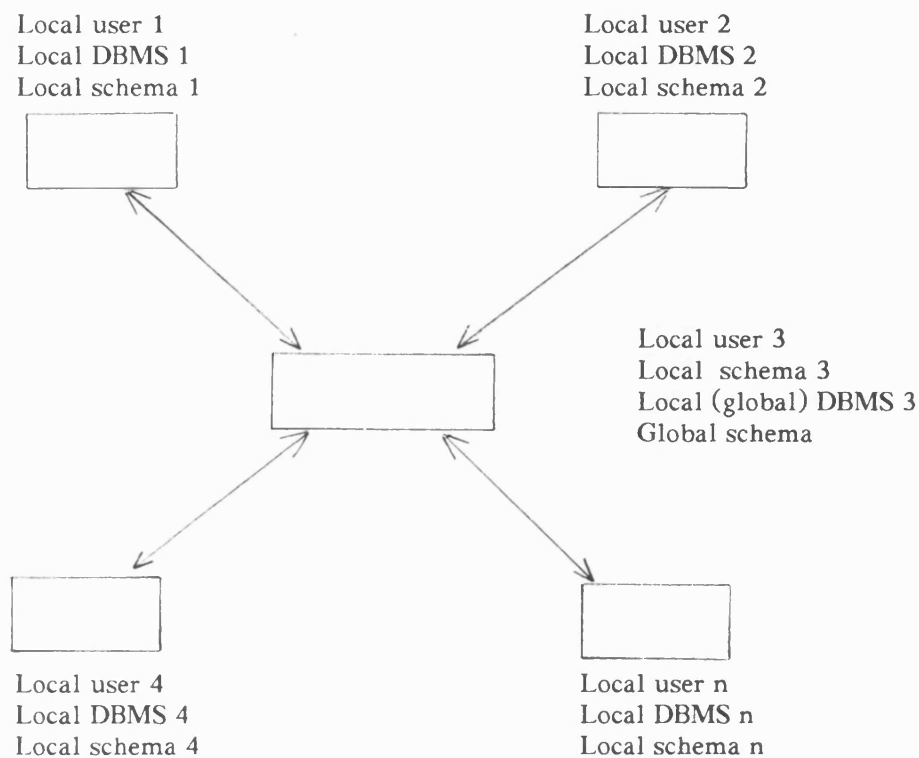 Local user 1
Local DBMS 1
Local schema 1
Local user 2
Local DBMS 2
Local schema 2
Local user 3
Local schema 3
Local (global) DBMS 3
Global schema
Local user 4
Local DBMS 4
Local schema 4
Local user n
Local DBMS n
Local schema n